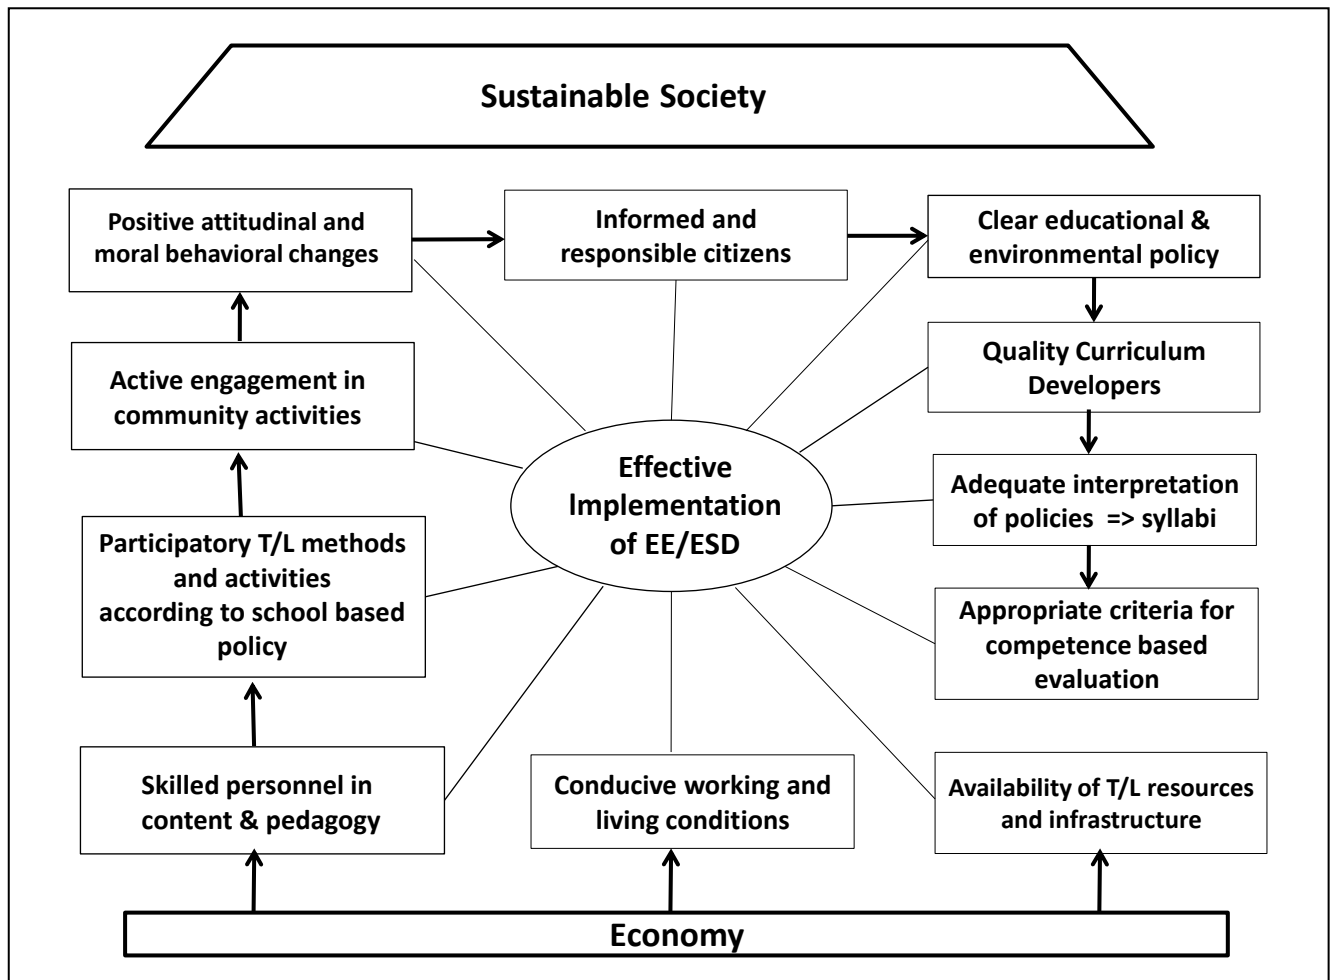 Sustainable Society
Positive attitudinal and
moral behavioral changes
Informed and
responsible citizens
Clear educational &
environmental policy
Active engagement in
community activities
Quality Curriculum
Developers
Effective
Implementation
of EE/ESD
Adequate interpretation
of policies => syllabi
Participatory T/L methods
and activities
according to school based
policy
Appropriate criteria for
competence based
evaluation
Skilled personnel in
content & pedagogy
Conducive working and
living conditions
Availability of T/L resources
and infrastructure
Economy